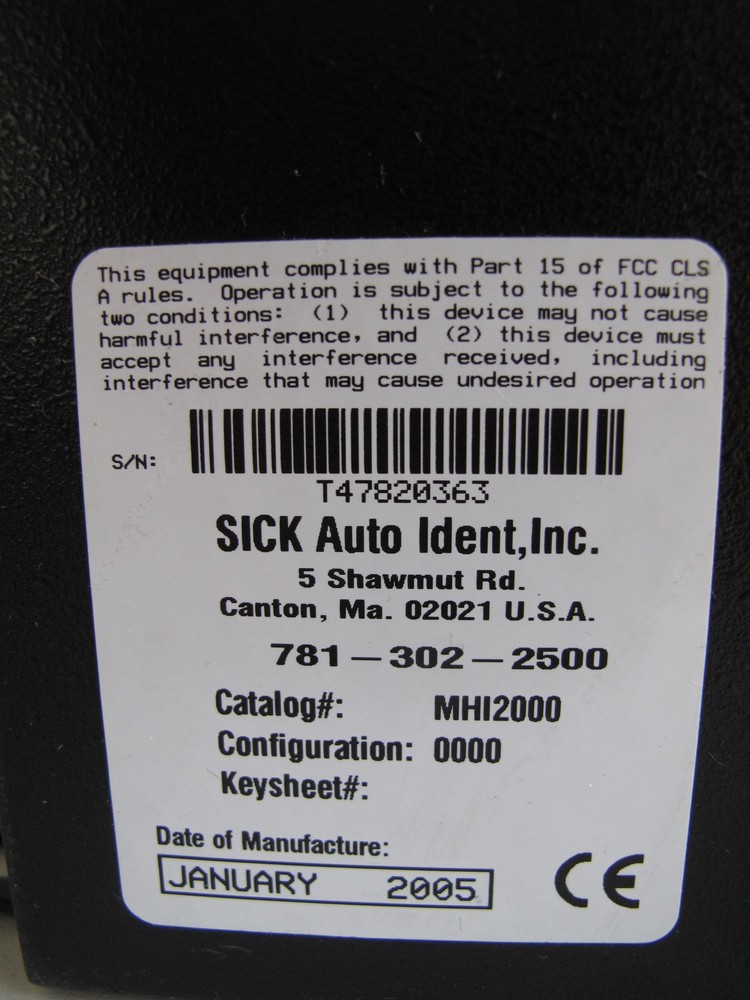 This equipment complies with Part 15 of FCC CLS
A rules. Operation is subject to the following
two conditions: (1) this device may not cause
harmful interference, and (2) this device must
accept any interference received, including
interference that may cause undesired operation
S/N:
T47820363
SICK Auto Ident,Inc.
5 Shawmut Rd.
Canton, Ma. 02021 U.S.A.
781-302-2500
Catalog#: MHI2000
Configuration: 0000
Keysheet#:
Date of Manufacture:
JANUARY 2005
CE